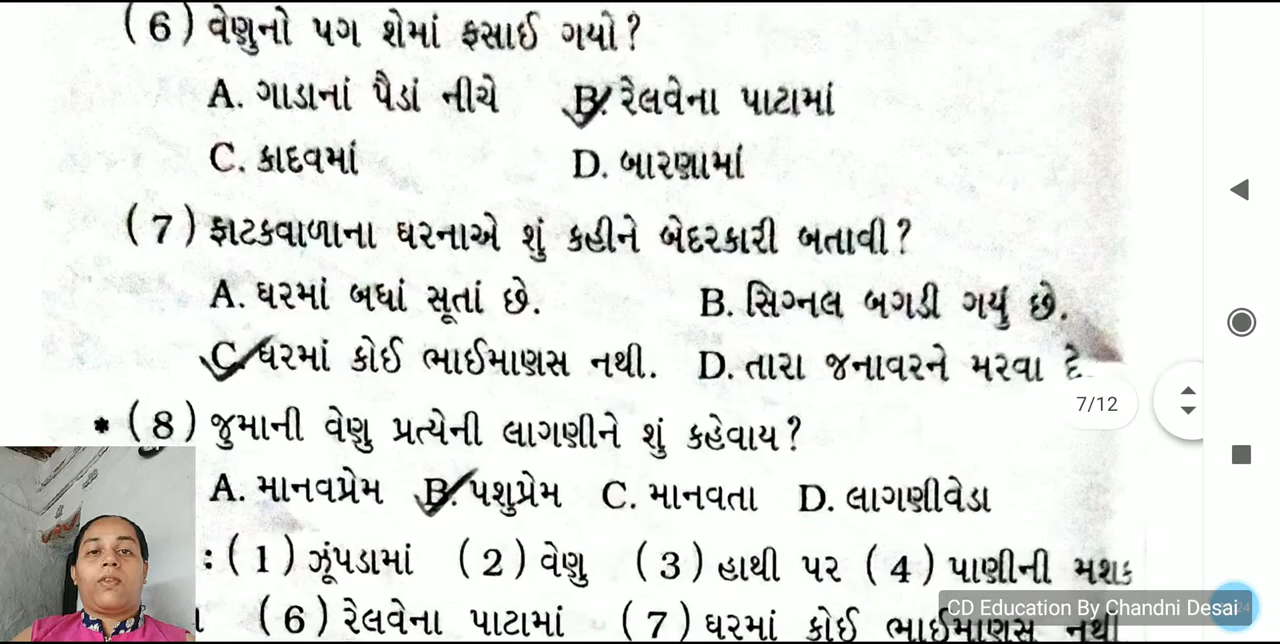 (6) વેણુનો પગ શેમાં ફસાઈ ગયો?
A. ગાડાનાં પૈડાં નીચે B. રેલવેના પાટામાં
C. કાદવમાં D. બારણામાં
(7) ફાટકવાળાના ઘરનાએ શું કહીને બેદરકારી બતાવી?
A. ઘરમાં બધાં સૂતાં છે. B. સિગ્નલ બગડી ગયું છે.
C. ઘરમાં કોઈ ભાઈમાણસ નથી. D. તારા જનાવરને મરવા દે
7/12
* (8) જુમાની વેણુ પ્રત્યેની લાગણીને શું કહેવાય?
A. માનવપ્રેમ B. પશુપ્રેમ C. માનવતા D. લાગણીવેડા
: (1) ઝૂંપડામાં (2) વેણુ (3) હાથી પર (4) પાણીની મશક
CD Education By Chandni Desai
(6) રેલવેના પાટામાં (7) ઘરમાં કોઈ ભાઈમાણસ નથી